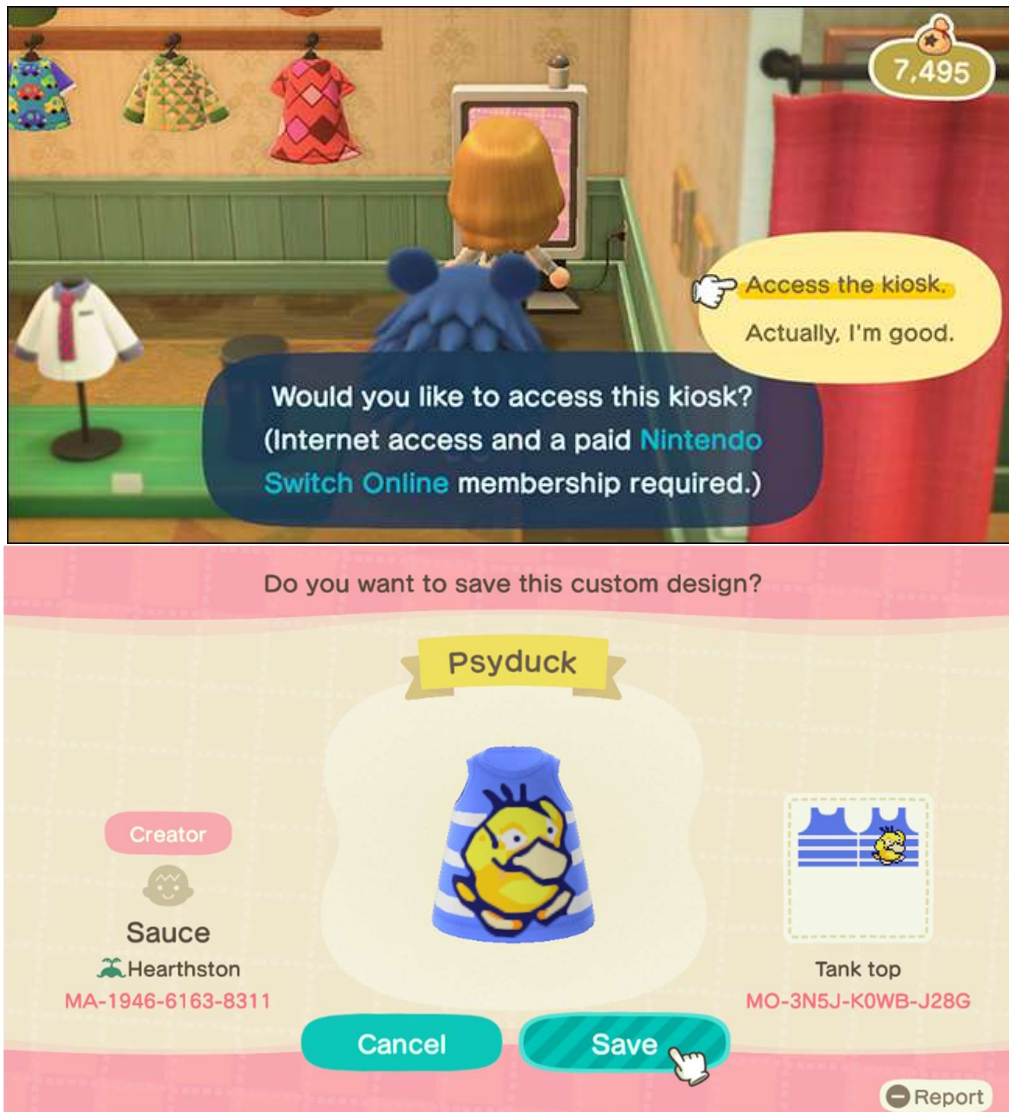 7,495
Access the kiosk.
Actually, I'm good.
Would you like to access this kiosk?
(Internet access and a paid Nintendo
Switch Online membership required.)
Do you want to save this custom design?
Psyduck
Creator
Sauce
Hearthston
MA-1946-6163-8311
Tank top
MO-3N5J-K0WB-J28G
Cancel
Save
Report